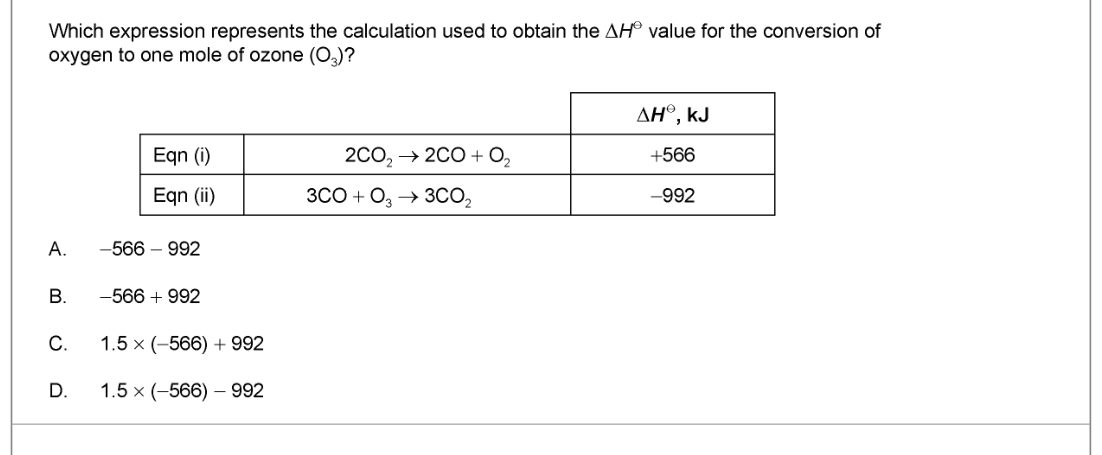 Which expression represents the calculation used to obtain the ΔH⦵ value for the conversion of
oxygen to one mole of ozone (O₃)?
ΔH⦵, kJ
Eqn (i) 2CO₂ → 2CO + O₂ +566
Eqn (ii) 3CO + O₃ → 3CO₂ –992
A. –566 – 992
B. –566 + 992
C. 1.5 × (–566) + 992
D. 1.5 × (–566) – 992